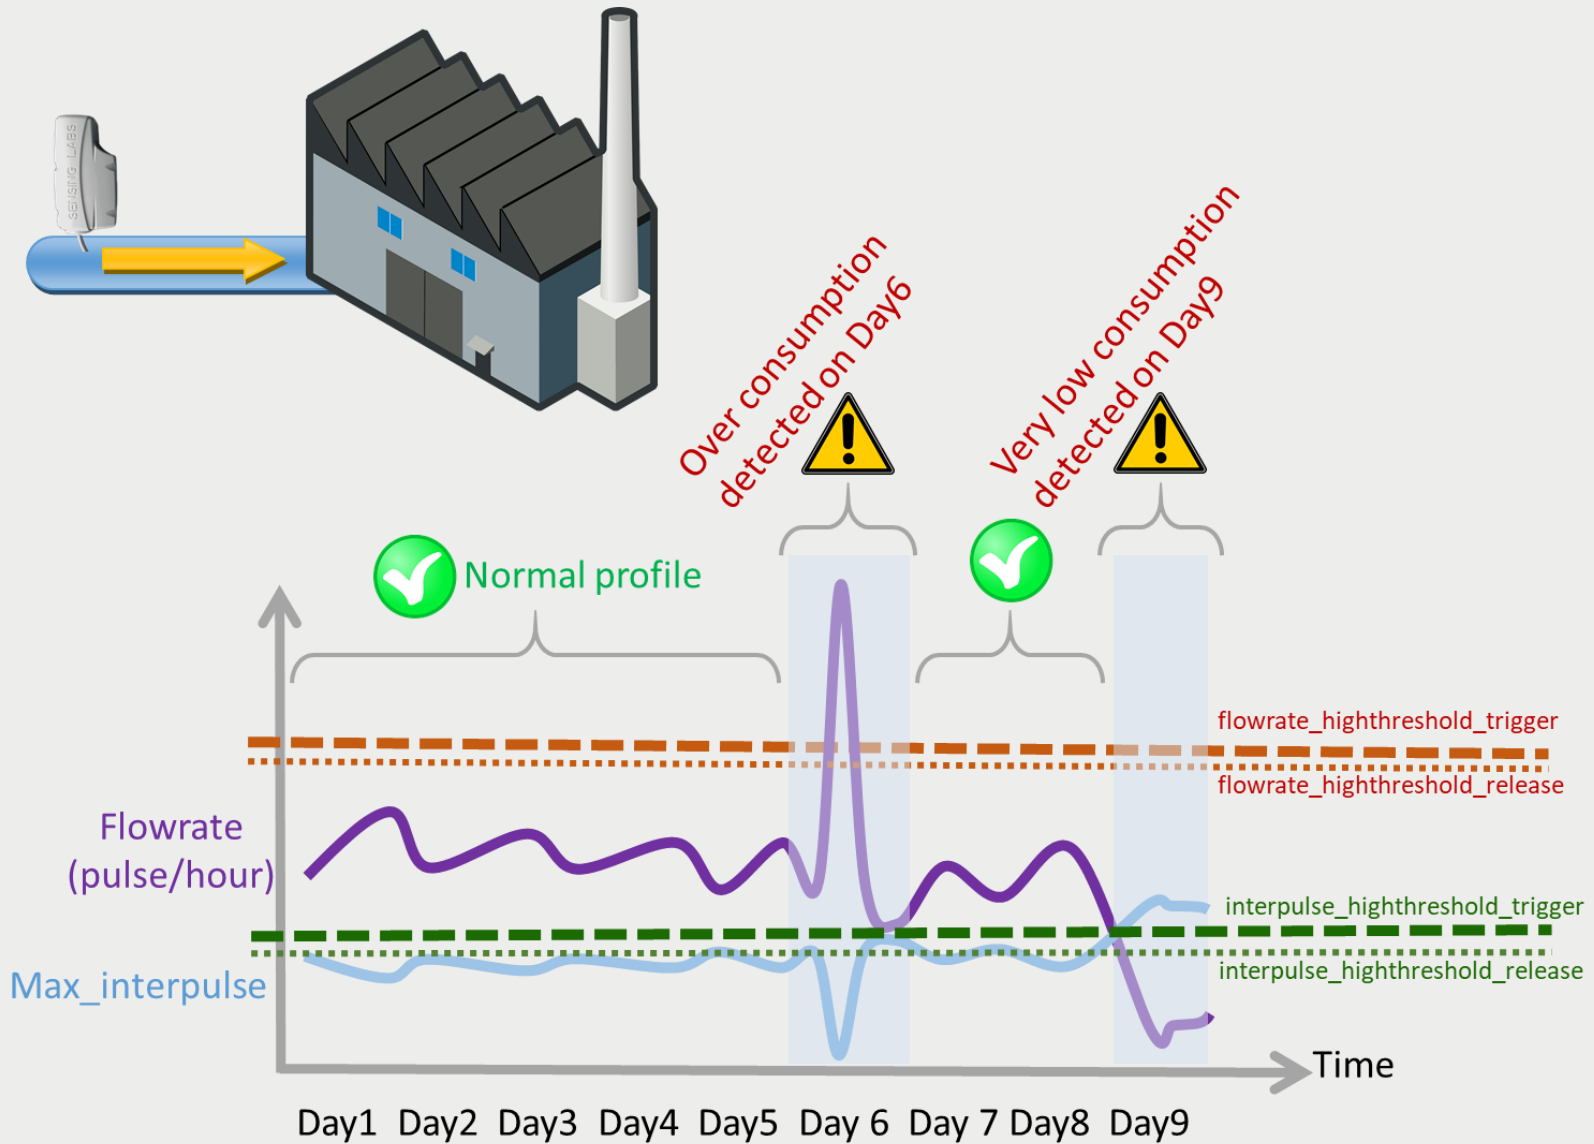 SENSING LABS
Over consumption
detected on Day6
Very low consumption
detected on Day9
Normal profile
flowrate_highthreshold_trigger
flowrate_highthreshold_release
Flowrate
(pulse/hour)
interpulse_highthreshold_trigger
interpulse_highthreshold_release
Max_interpulse
Time
Day1 Day2 Day3 Day4 Day5 Day 6 Day 7 Day8 Day9